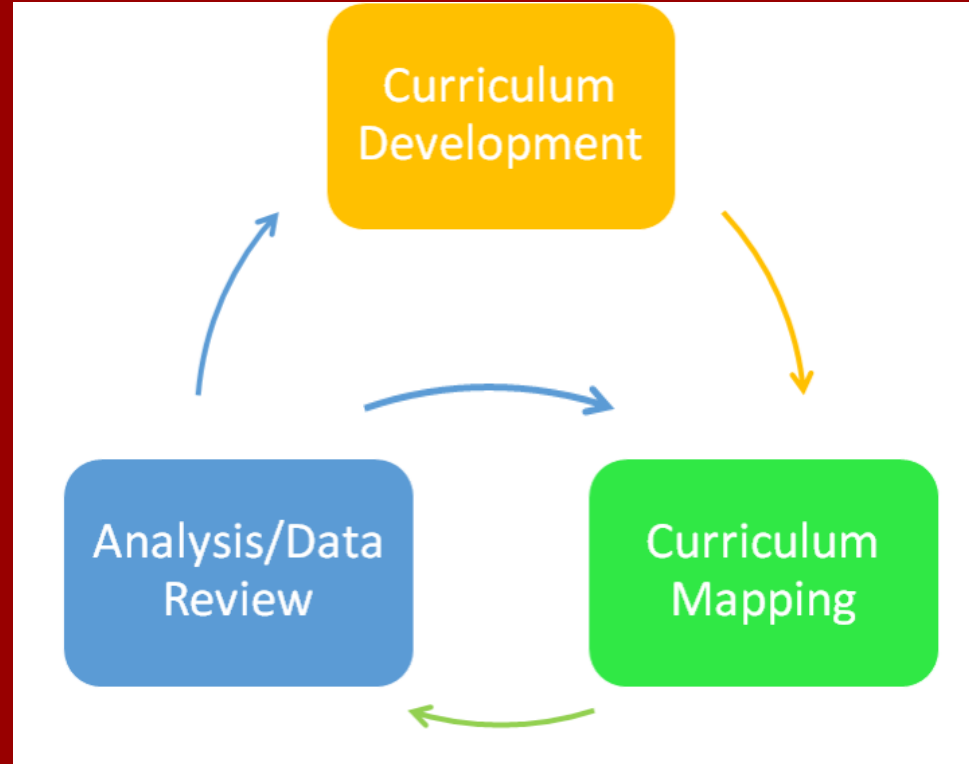 Curriculum
Development
Analysis/Data
Review
Curriculum
Mapping